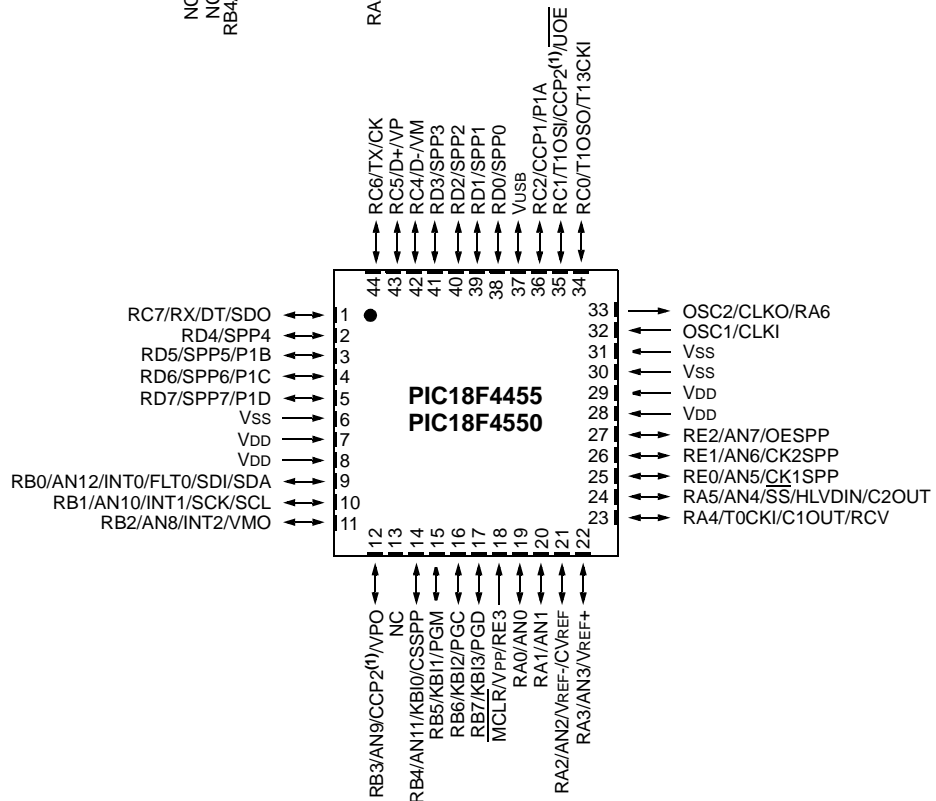 NC
NC
RB4
RA
RC6/TX/CK
RC5/D+/VP
RC4/D-/VM
RD3/SPP3
RD2/SPP2
RD1/SPP1
RD0/SPP0
VUSB
RC2/CCP1/P1A
RC1/T1OSI/CCP2(1)/UOE
RC0/T1OSO/T13CKI
44
43
42
41
40
39
38
37
36
35
34
RC7/RX/DT/SDO 1
RD4/SPP4 2
RD5/SPP5/P1B 3
RD6/SPP6/P1C 4
RD7/SPP7/P1D 5
VSS 6
VDD 7
VDD 8
RB0/AN12/INT0/FLT0/SDI/SDA 9
RB1/AN10/INT1/SCK/SCL 10
RB2/AN8/INT2/VMO 11
PIC18F4455
PIC18F4550
33 OSC2/CLKO/RA6
32 OSC1/CLKI
31 VSS
30 VSS
29 VDD
28 VDD
27 RE2/AN7/OESPP
26 RE1/AN6/CK2SPP
25 RE0/AN5/CK1SPP
24 RA5/AN4/SS/HLVDIN/C2OUT
23 RA4/T0CKI/C1OUT/RCV
12
13
14
15
16
17
18
19
20
21
22
RB3/AN9/CCP2(1)/VPO
NC
RB4/AN11/KBI0/CSSPP
RB5/KBI1/PGM
RB6/KBI2/PGC
RB7/KBI3/PGD
MCLR/VPP/RE3
RA0/AN0
RA1/AN1
RA2/AN2/VREF-/CVREF
RA3/AN3/VREF+